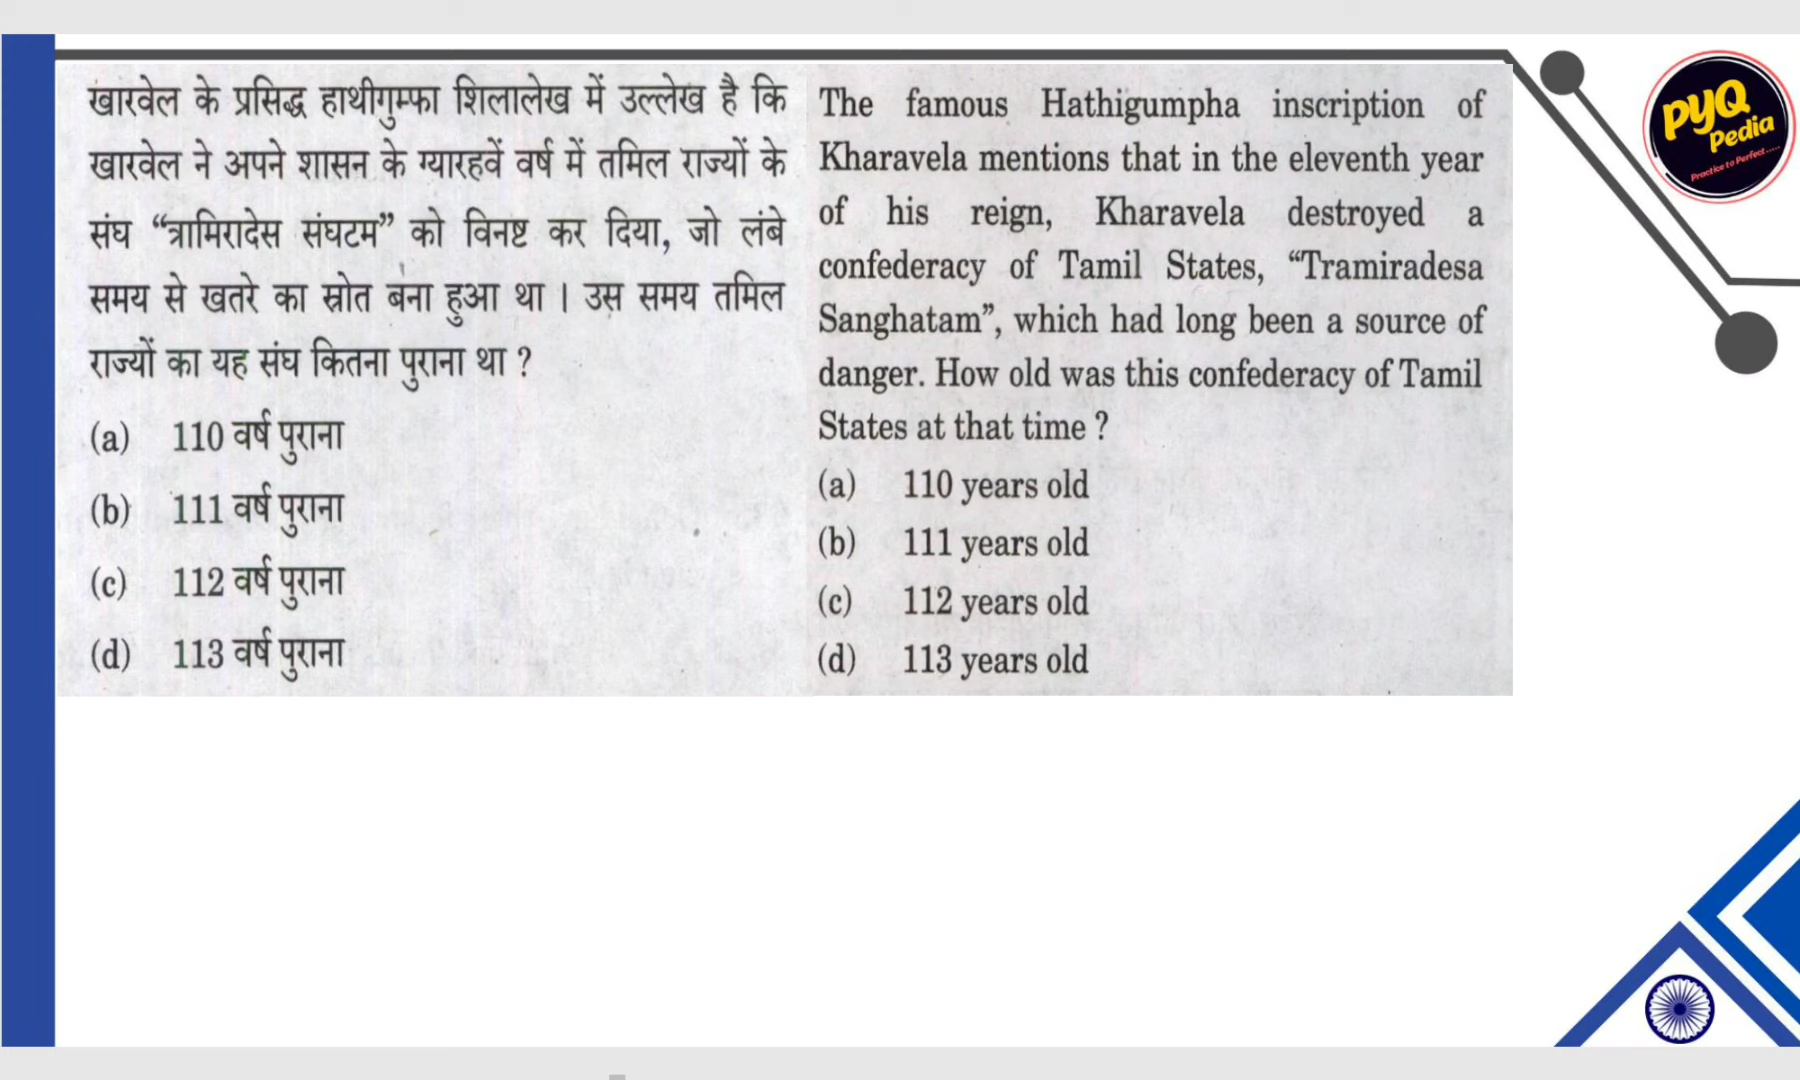 खारवेल के प्रसिद्ध हाथीगुम्फा शिलालेख में उल्लेख है कि
खारवेल ने अपने शासन के ग्यारहवें वर्ष में तमिल राज्यों के
संघ “त्रामिरादेस संघटम” को विनष्ट कर दिया, जो लंबे
समय से खतरे का स्रोत बना हुआ था । उस समय तमिल
राज्यों का यह संघ कितना पुराना था ?
(a) 110 वर्ष पुराना
(b) 111 वर्ष पुराना
(c) 112 वर्ष पुराना
(d) 113 वर्ष पुराना
The famous Hathigumpha inscription of
Kharavela mentions that in the eleventh year
of his reign, Kharavela destroyed a
confederacy of Tamil States, “Tramiradesa
Sanghatam”, which had long been a source of
danger. How old was this confederacy of Tamil
States at that time ?
(a) 110 years old
(b) 111 years old
(c) 112 years old
(d) 113 years old
PYQ
Pedia
Practice to Perfect.....